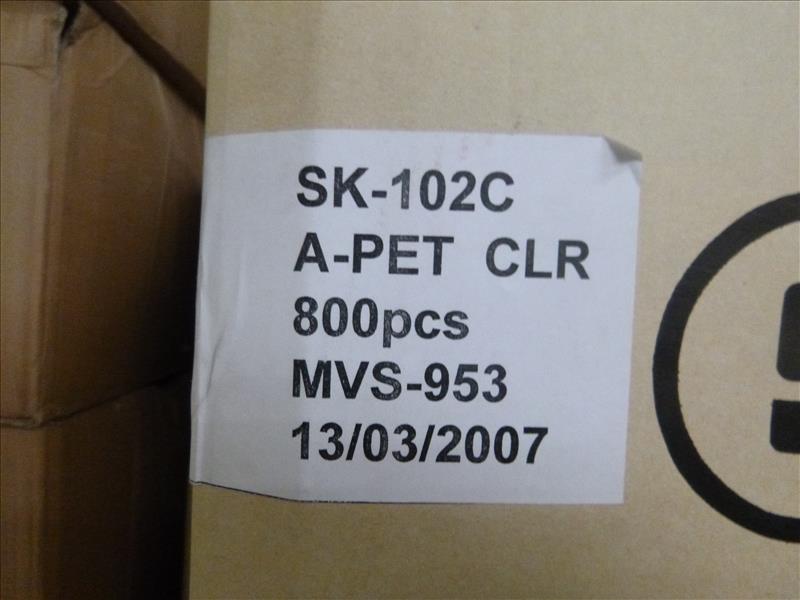 SK-102C
A-PET CLR
800pcs
MVS-953
13/03/2007